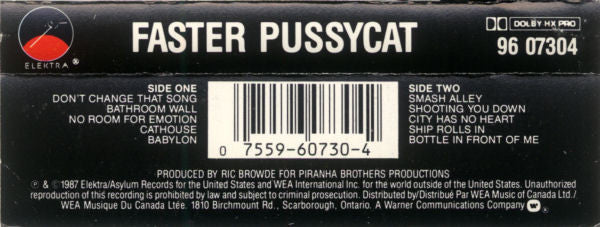 FASTER PUSSYCAT
ELEKTRA ®
DOLBY HX PRO
96 07304
SIDE ONE
DON'T CHANGE THAT SONG
BATHROOM WALL
NO ROOM FOR EMOTION
CATHOUSE
BABYLON
0 7559-60730-4
SIDE TWO
SMASH ALLEY
SHOOTING YOU DOWN
CITY HAS NO HEART
SHIP ROLLS IN
BOTTLE IN FRONT OF ME
PRODUCED BY RIC BROWDE FOR PIRANHA BROTHERS PRODUCTIONS
℗ & © 1987 Elektra/Asylum Records for the United States and WEA International Inc. for the world outside of the United States. Unauthorized
reproduction of this recording is prohibited by law and subject to criminal prosecution. Distributed by/Distribué Par WEA Music of Canada Ltd./
WEA Musique Du Canada Ltée. 1810 Birchmount Rd., Scarborough, Ontario. A Warner Communications Company